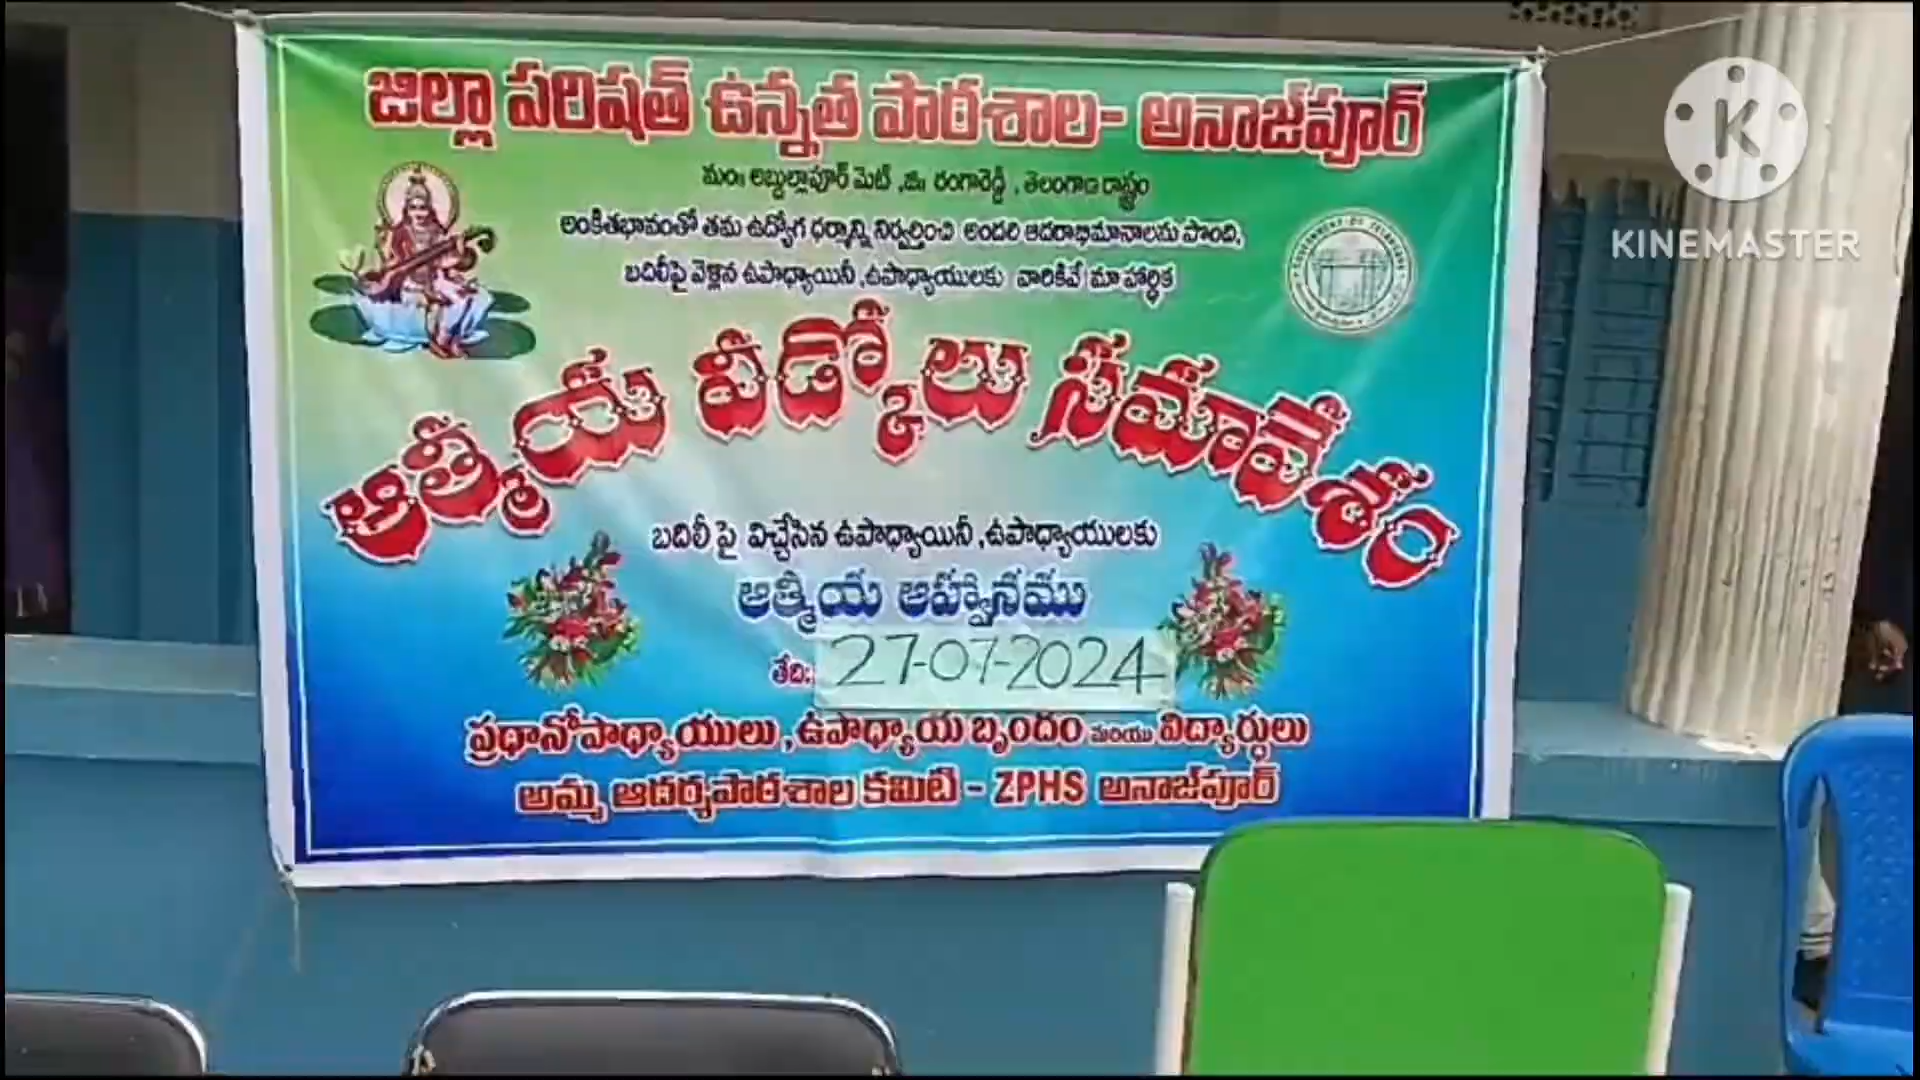 జిల్లా పరిషత్ ఉన్నత పాఠశాల- అనాజ్‌పూర్
మం౹౹ అబ్దుల్లాపూర్ మెట్ ,జి౹౹ రంగారెడ్డి , తెలంగాణ రాష్ట్రం
అంకితభావంతో తమ ఉద్యోగ ధర్మాన్ని నిర్వర్తించి అందరి ఆదరాభిమానాలను పొంది,
బదిలీపై వెళ్లిన ఉపాధ్యాయినీ ,ఉపాధ్యాయులకు వారికివే మా హార్థిక
ఆత్మీయ వీడ్కోలు సమావేశం
బదిలీ పై విచ్చేసిన ఉపాధ్యాయినీ ,ఉపాధ్యాయులకు
ఆత్మీయ ఆహ్వానము
తేది: 27-07-2024
ప్రధానోపాధ్యాయులు ,ఉపాధ్యాయ బృందం మరియు విద్యార్థులు
అమ్మ ఆదర్శపాఠశాల కమిటి - ZPHS అనాజ్‌పూర్
K
KINEMASTER